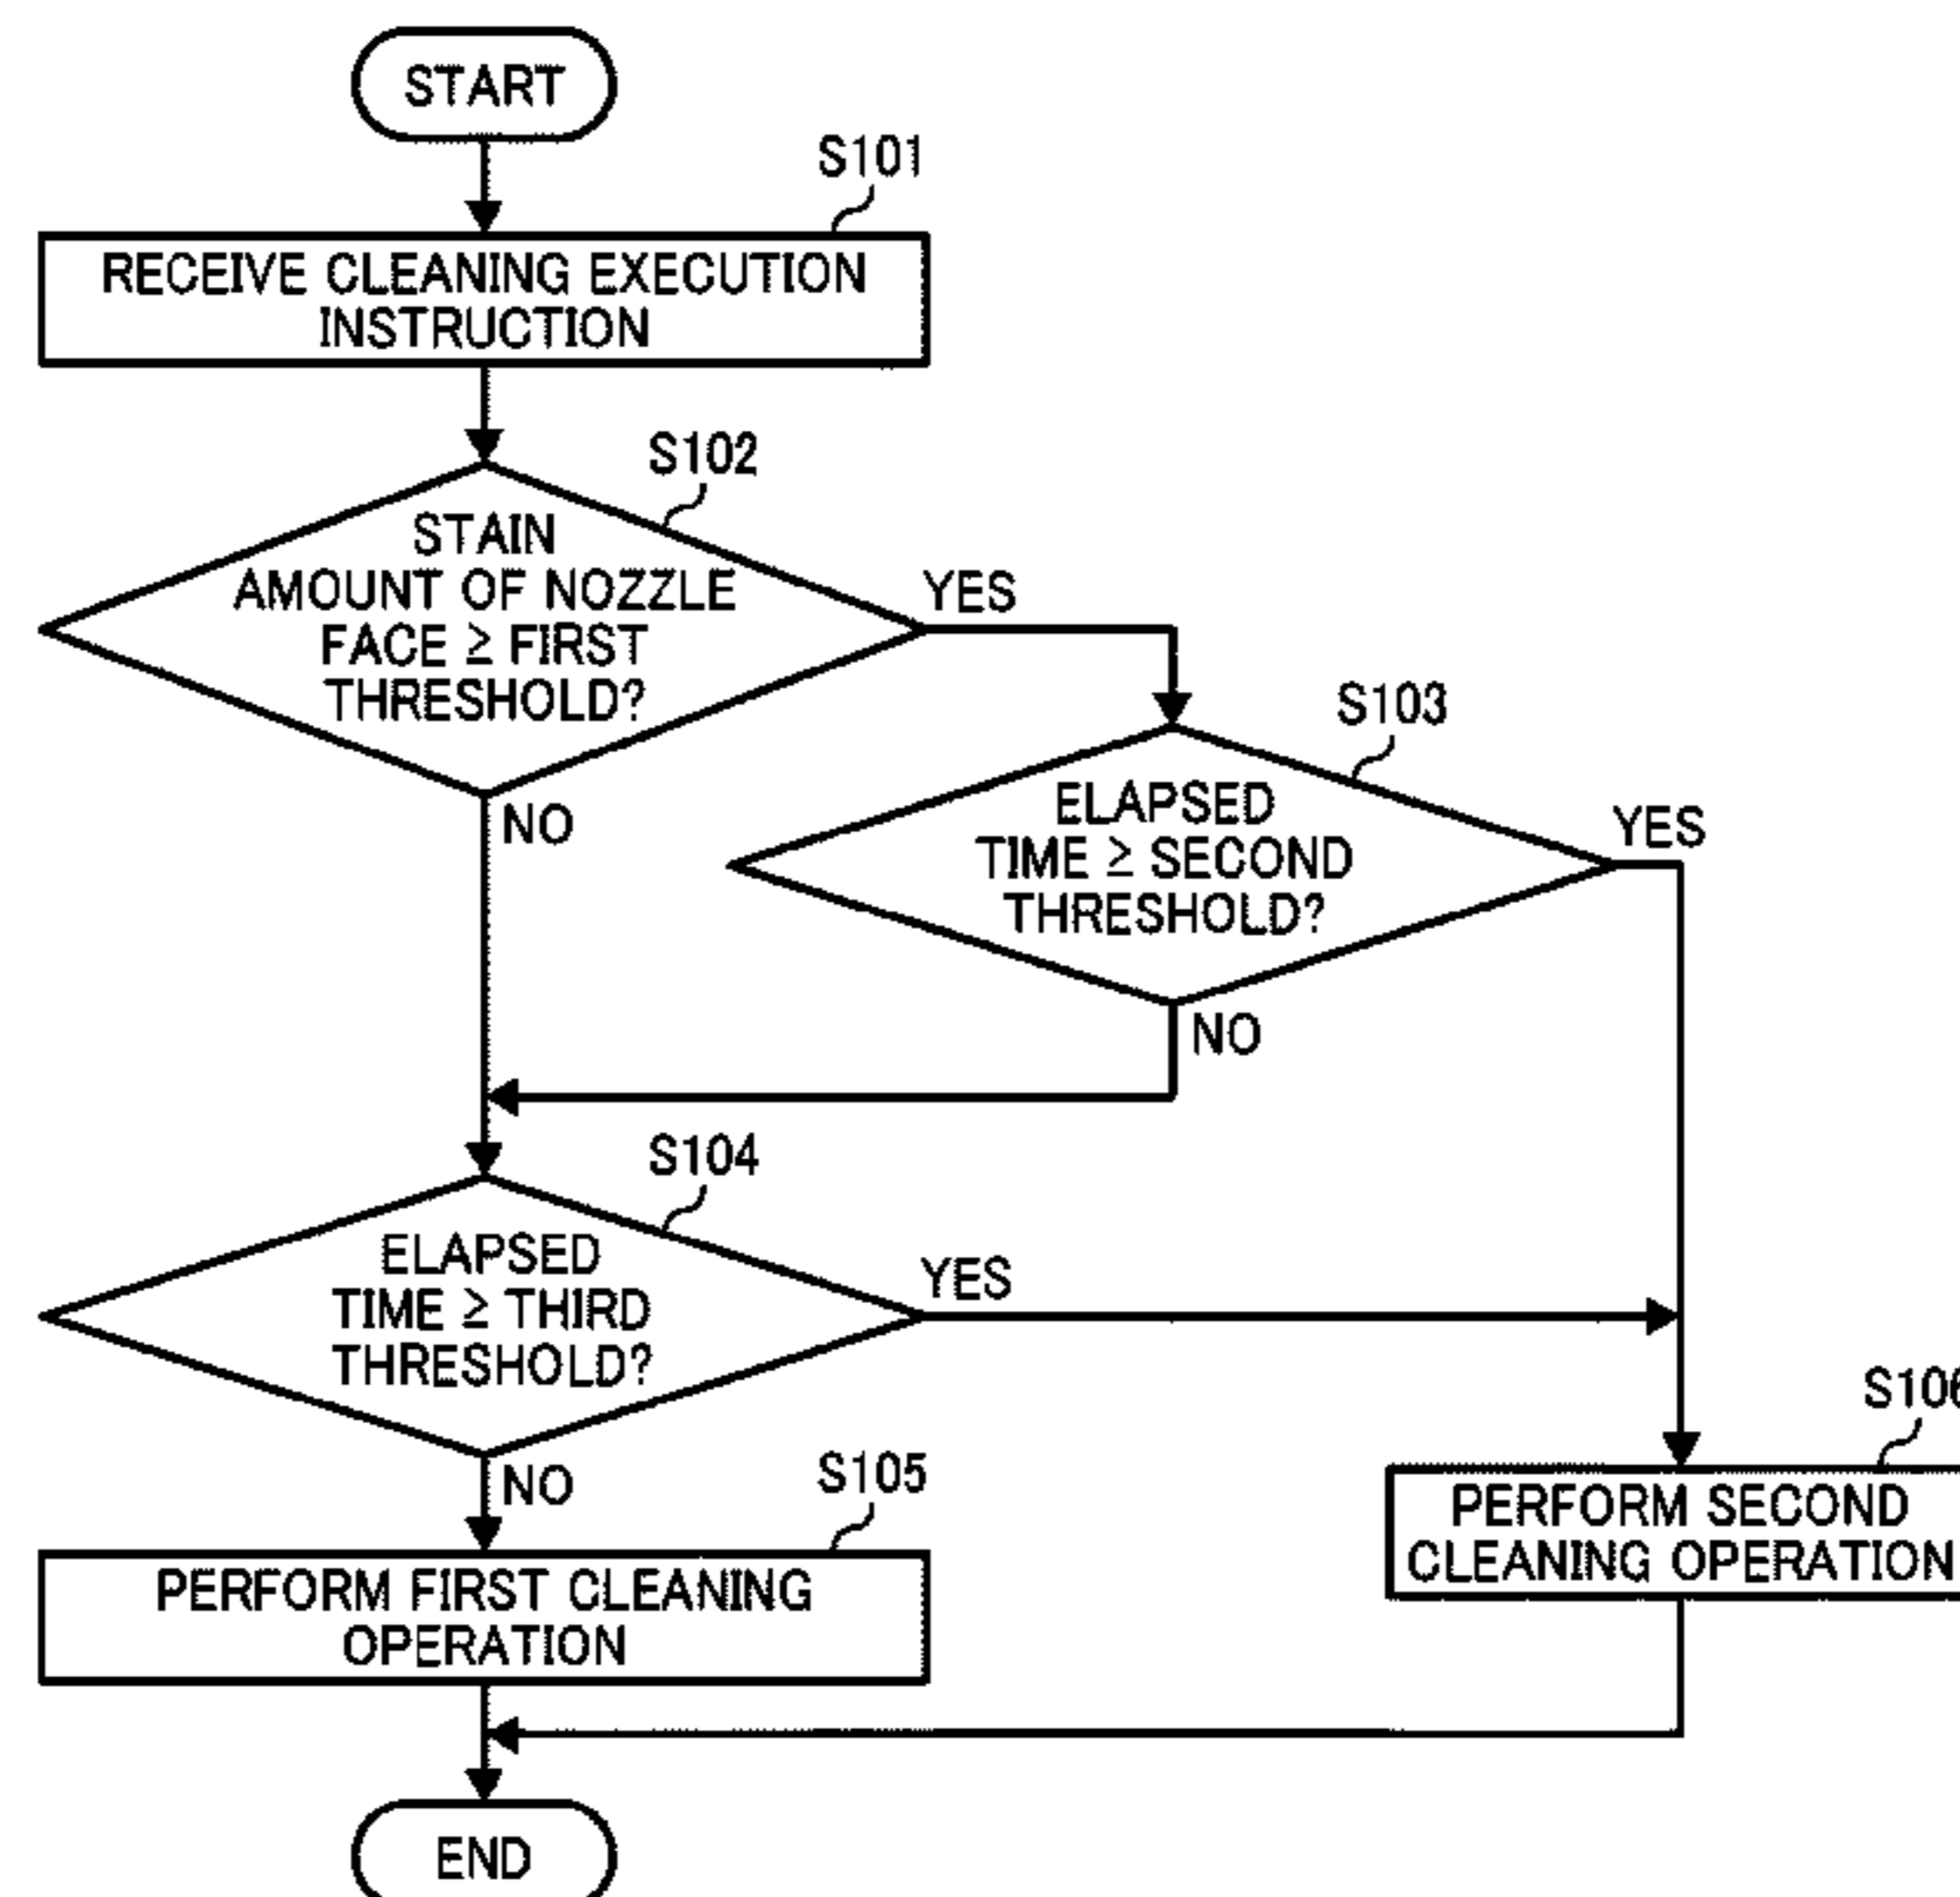 START
S101
RECEIVE CLEANING EXECUTION
INSTRUCTION
S102
STAIN
AMOUNT OF NOZZLE
FACE ≥ FIRST
THRESHOLD?
YES
NO
S103
ELAPSED
TIME ≥ SECOND
THRESHOLD?
YES
NO
S104
ELAPSED
TIME ≥ THIRD
THRESHOLD?
YES
NO
S105
PERFORM FIRST CLEANING
OPERATION
S106
PERFORM SECOND
CLEANING OPERATION
END